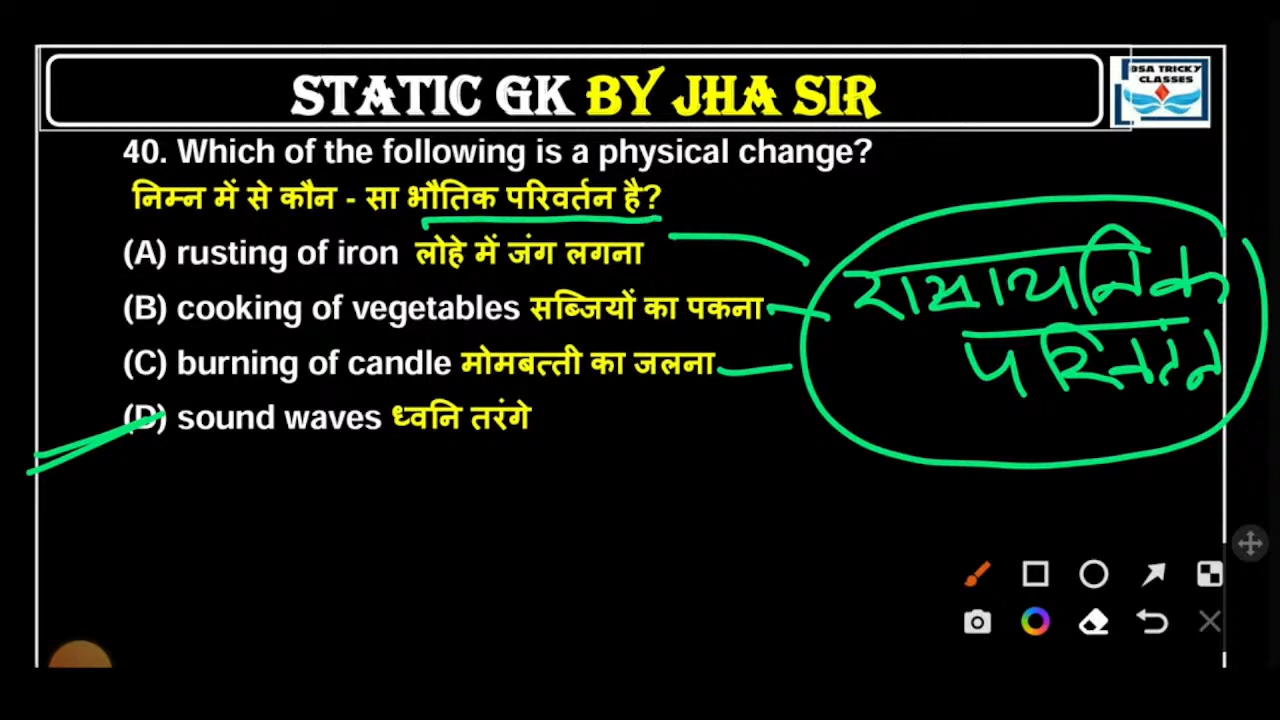 STATIC GK BY JHA SIR
BSA TRICKY
CLASSES
40. Which of the following is a physical change?
निम्न में से कौन - सा भौतिक परिवर्तन है?
(A) rusting of iron लोहे में जंग लगना
(B) cooking of vegetables सब्जियों का पकना
(C) burning of candle मोमबत्ती का जलना
(D) sound waves ध्वनि तरंगे
रासायनिक
परिवर्तन